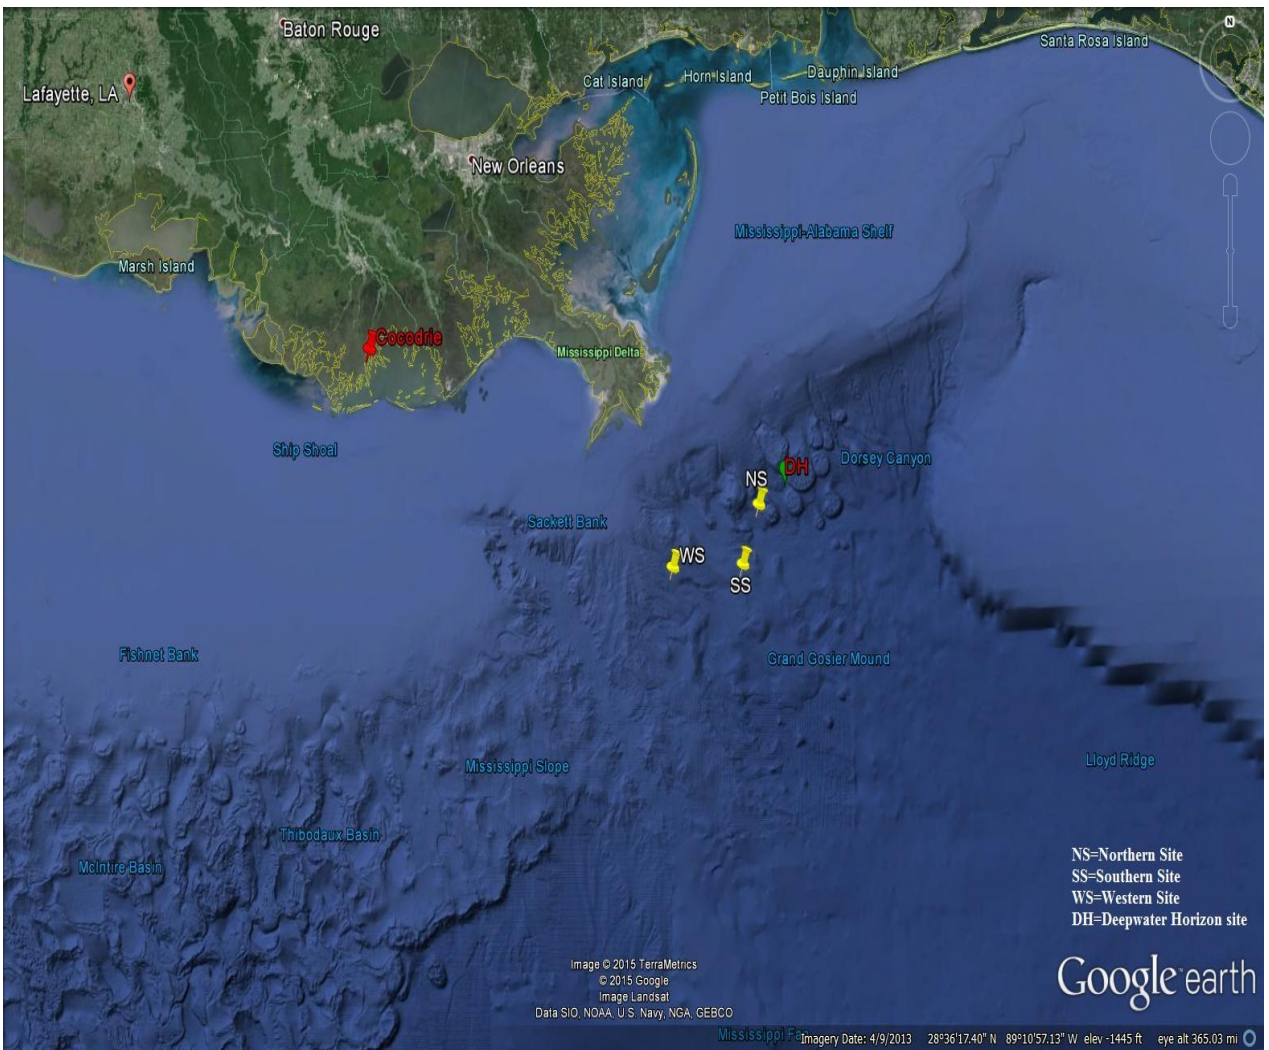 Baton Rouge
Santa Rosa Island
N
Lafayette, LA
Cat Island
Horn Island
Dauphin Island
Petit Bois Island
New Orleans
Mississippi-Alabama Shelf
Marsh Island
Cocodrie
Mississippi Delta
Ship Shoal
DH
Dorsey Canyon
NS
Sackett Bank
WS
SS
Fishnet Bank
Grand Gosier Mound
Mississippi Slope
Lloyd Ridge
Thibodaux Basin
McIntire Basin
NS=Northern Site
SS=Southern Site
WS=Western Site
DH=Deepwater Horizon site
Image © 2015 TerraMetrics
© 2015 Google
Image Landsat
Data SIO, NOAA, U.S. Navy, NGA, GEBCO
Google earth
Mississippi Fan
Imagery Date: 4/9/2013 28°36'17.40" N 89°10'57.13" W elev -1445 ft eye alt 365.03 mi